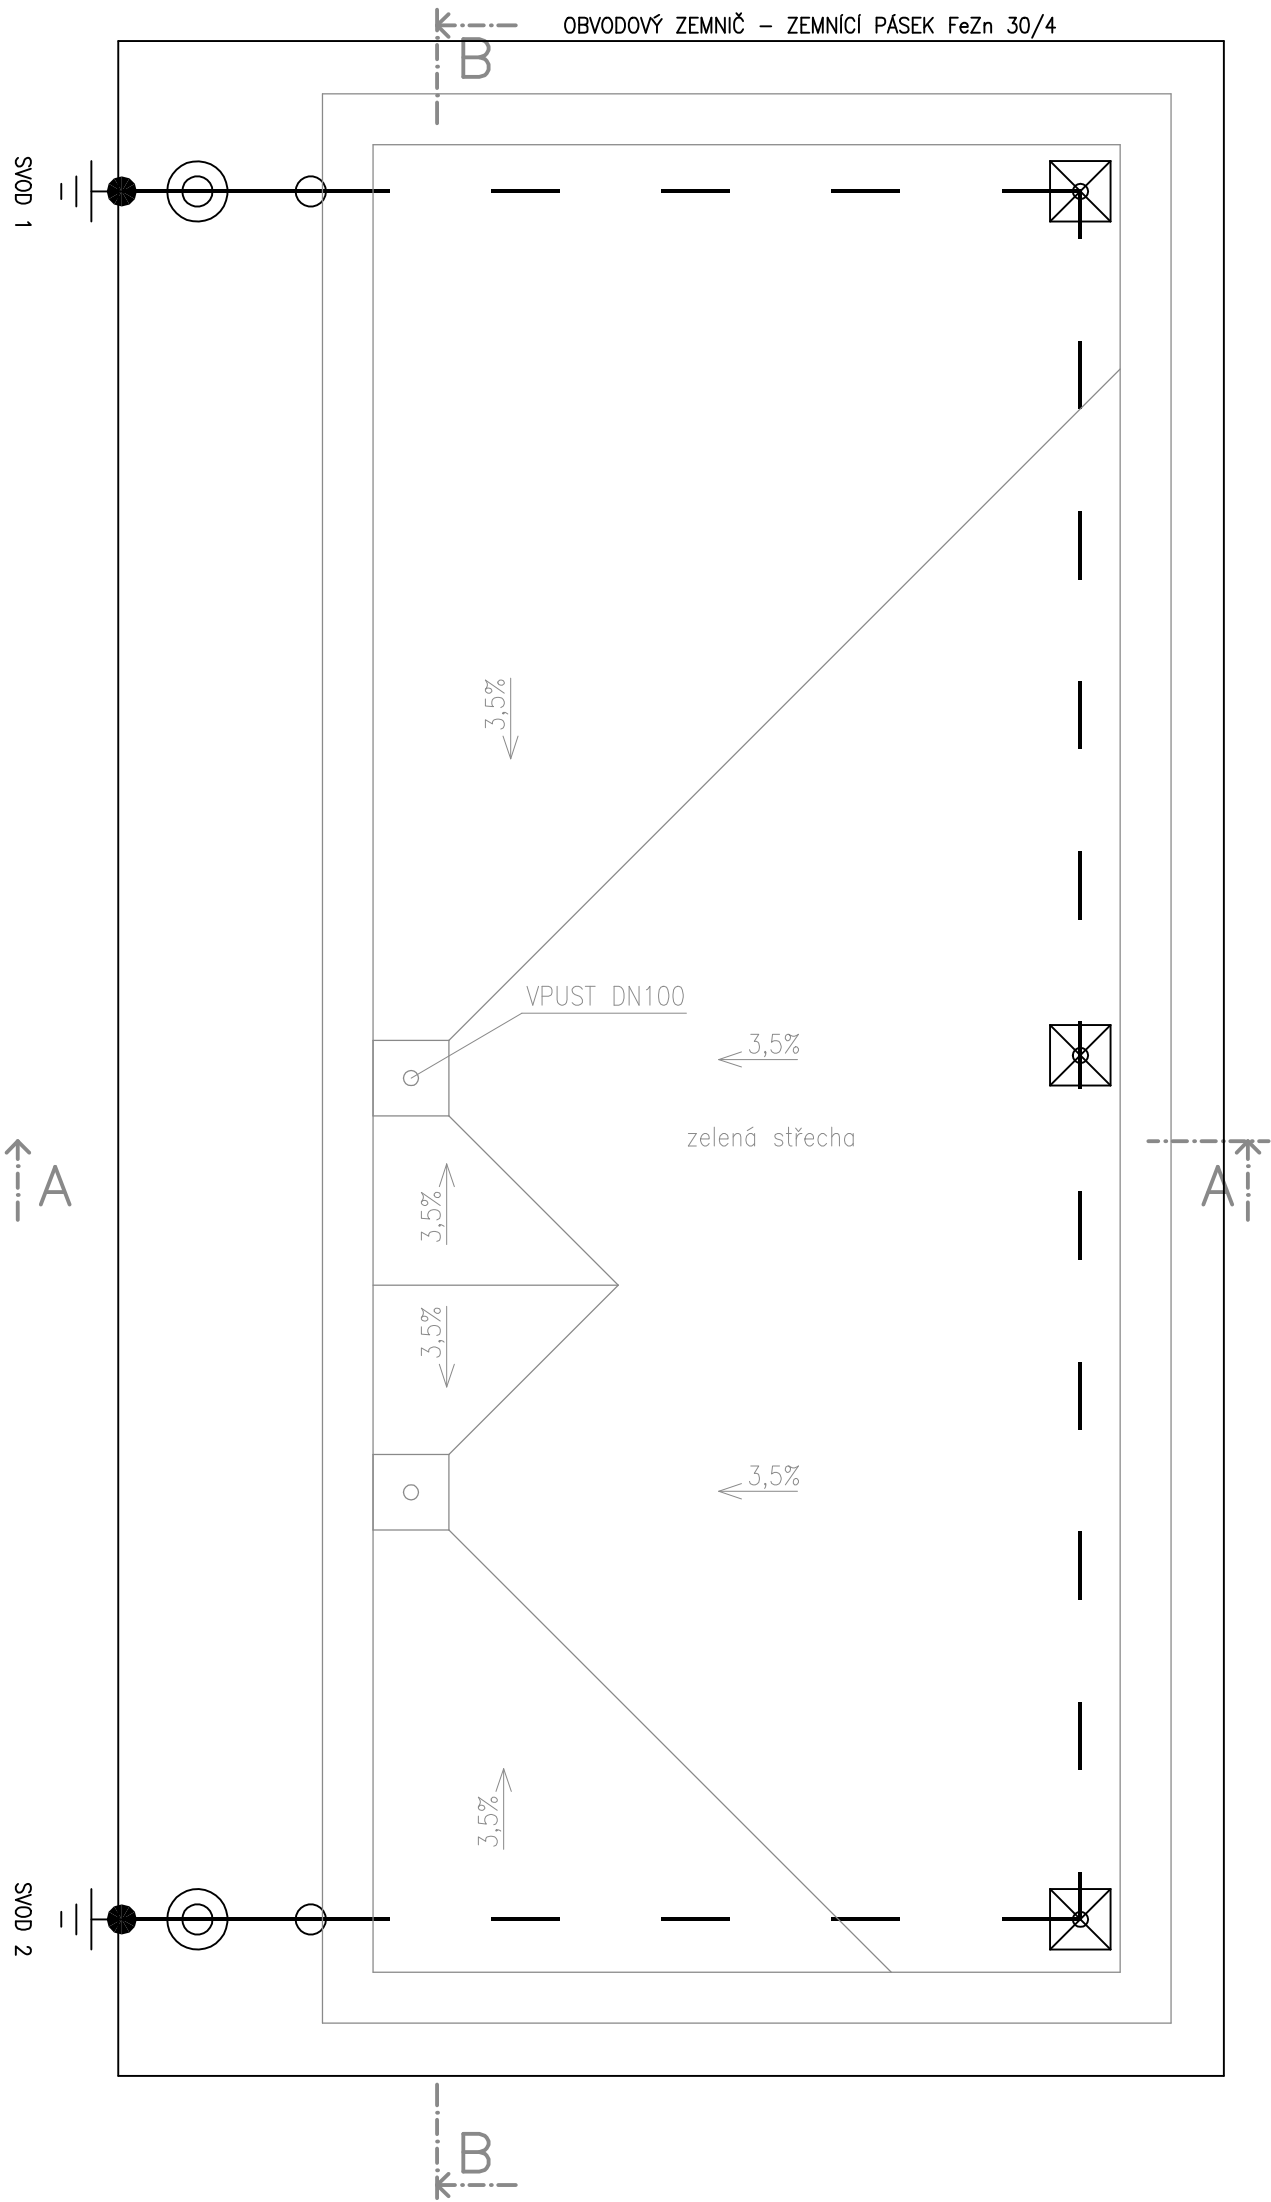 OBVODOVÝ ZEMNIČ – ZEMNÍCÍ PÁSEK FeZn 30/4
B
SVOD 1
3,5%
VPUST DN100
3,5%
zelená střecha
A
A
3,5%
3,5%
3,5%
3,5%
SVOD 2
B